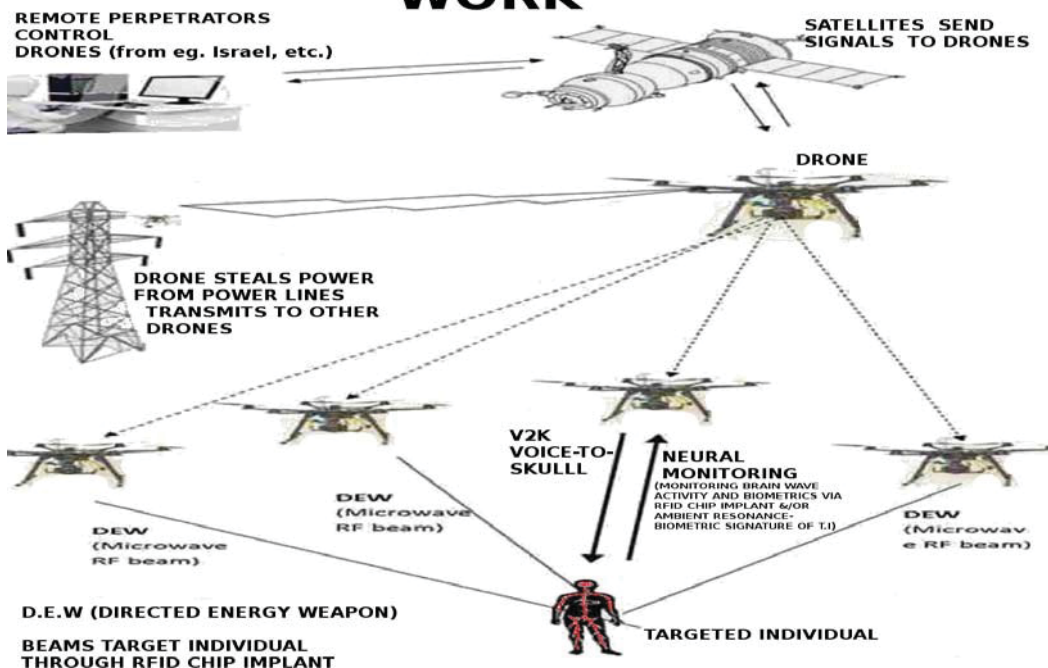 WORK
REMOTE PERPETRATORS
CONTROL
DRONES (from eg. Israel, etc.)
SATELLITES SEND
SIGNALS TO DRONES
DRONE
DRONE STEALS POWER
FROM POWER LINES
TRANSMITS TO OTHER
DRONES
V2K
VOICE-TO-
SKULLL
NEURAL
MONITORING
(MONITORING BRAIN WAVE
ACTIVITY AND BIOMETRICS VIA
RFID CHIP IMPLANT &/OR
AMBIENT RESONANCE-
BIOMETRIC SIGNATURE OF T.I)
DEW
(Microwave
RF beam)
DEW
(Microwave
RF beam)
DEW
(Microwav
e RF beam)
D.E.W (DIRECTED ENERGY WEAPON)
BEAMS TARGET INDIVIDUAL
THROUGH RFID CHIP IMPLANT
TARGETED INDIVIDUAL